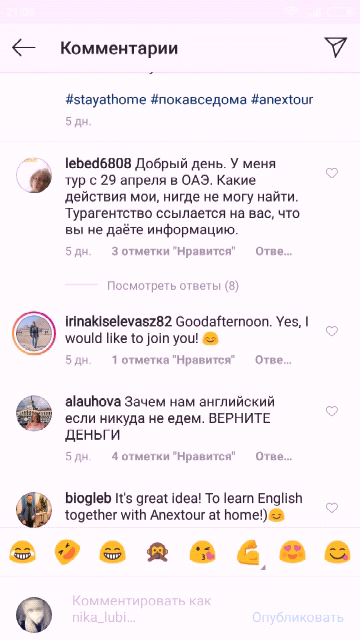 21:35
Комментарии
#stayathome #покавседома #anextour
5 дн.
lebed6808 Добрый день. У меня
тур с 29 апреля в ОАЭ. Какие
действия мои, нигде не могу найти.
Турагентство ссылается на вас, что
вы не даёте информацию.
5 дн. 3 отметки "Нравится" Отве...
Посмотреть ответы (8)
irinakiselevasz82 Goodafternoon. Yes, I
would like to join you! 😊
5 дн. 1 отметка "Нравится" Отве...
alauhova Зачем нам английский
если никуда не едем. ВЕРНИТЕ
ДЕНЬГИ
5 дн. 4 отметки "Нравится" Отве...
biogleb It's great idea! To learn English
together with Anextour at home!)😊
Комментировать как
nika_lubi... Опубликовать